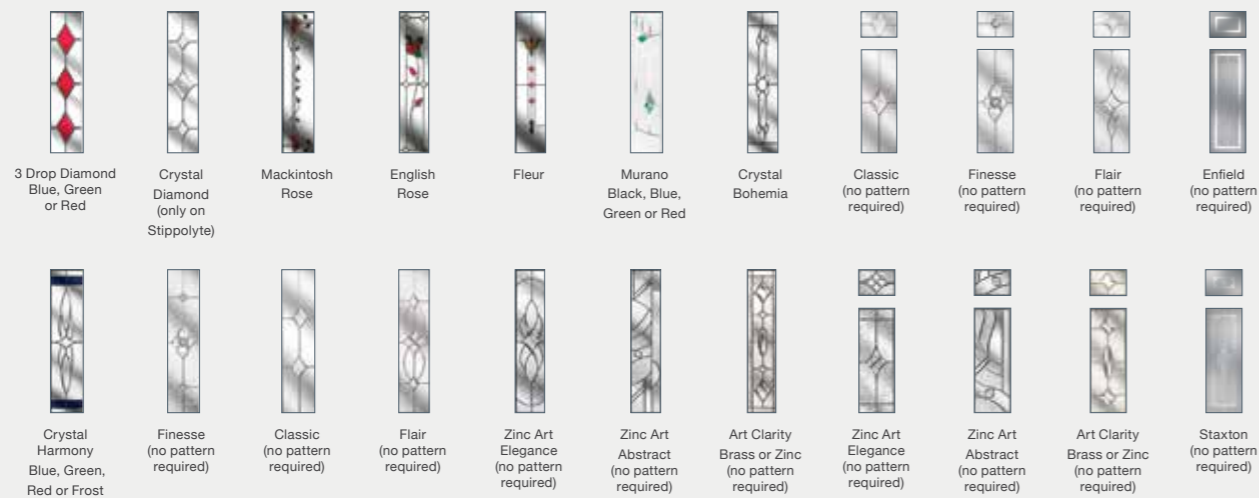 3 Drop Diamond
Blue, Green
or Red
Crystal
Diamond
(only on
Stippolyte)
Mackintosh
Rose
English
Rose
Fleur
Murano
Black, Blue,
Green or Red
Crystal
Bohemia
Classic
(no pattern
required)
Finesse
(no pattern
required)
Flair
(no pattern
required)
Enfield
(no pattern
required)
Crystal
Harmony
Blue, Green,
Red or Frost
Finesse
(no pattern
required)
Classic
(no pattern
required)
Flair
(no pattern
required)
Zinc Art
Elegance
(no pattern
required)
Zinc Art
Abstract
(no pattern
required)
Art Clarity
Brass or Zinc
(no pattern
required)
Zinc Art
Elegance
(no pattern
required)
Zinc Art
Abstract
(no pattern
required)
Art Clarity
Brass or Zinc
(no pattern
required)
Staxton
(no pattern
required)